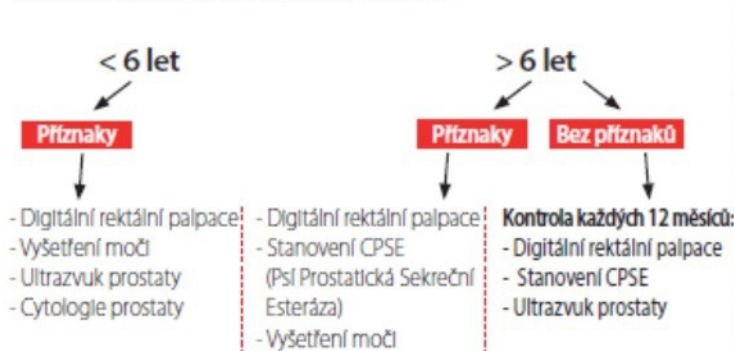 < 6 let
> 6 let
Příznaky
Příznaky
Bez příznaků
- Digitální rektální palpace
- Vyšetření moči
- Ultrazvuk prostaty
- Cytologie prostaty
- Digitální rektální palpace
- Stanovení CPSE
(Psí Prostatická Sekreční
Esteráza)
- Vyšetření moči
Kontrola každých 12 měsíců:
- Digitální rektální palpace
- Stanovení CPSE
- Ultrazvuk prostaty